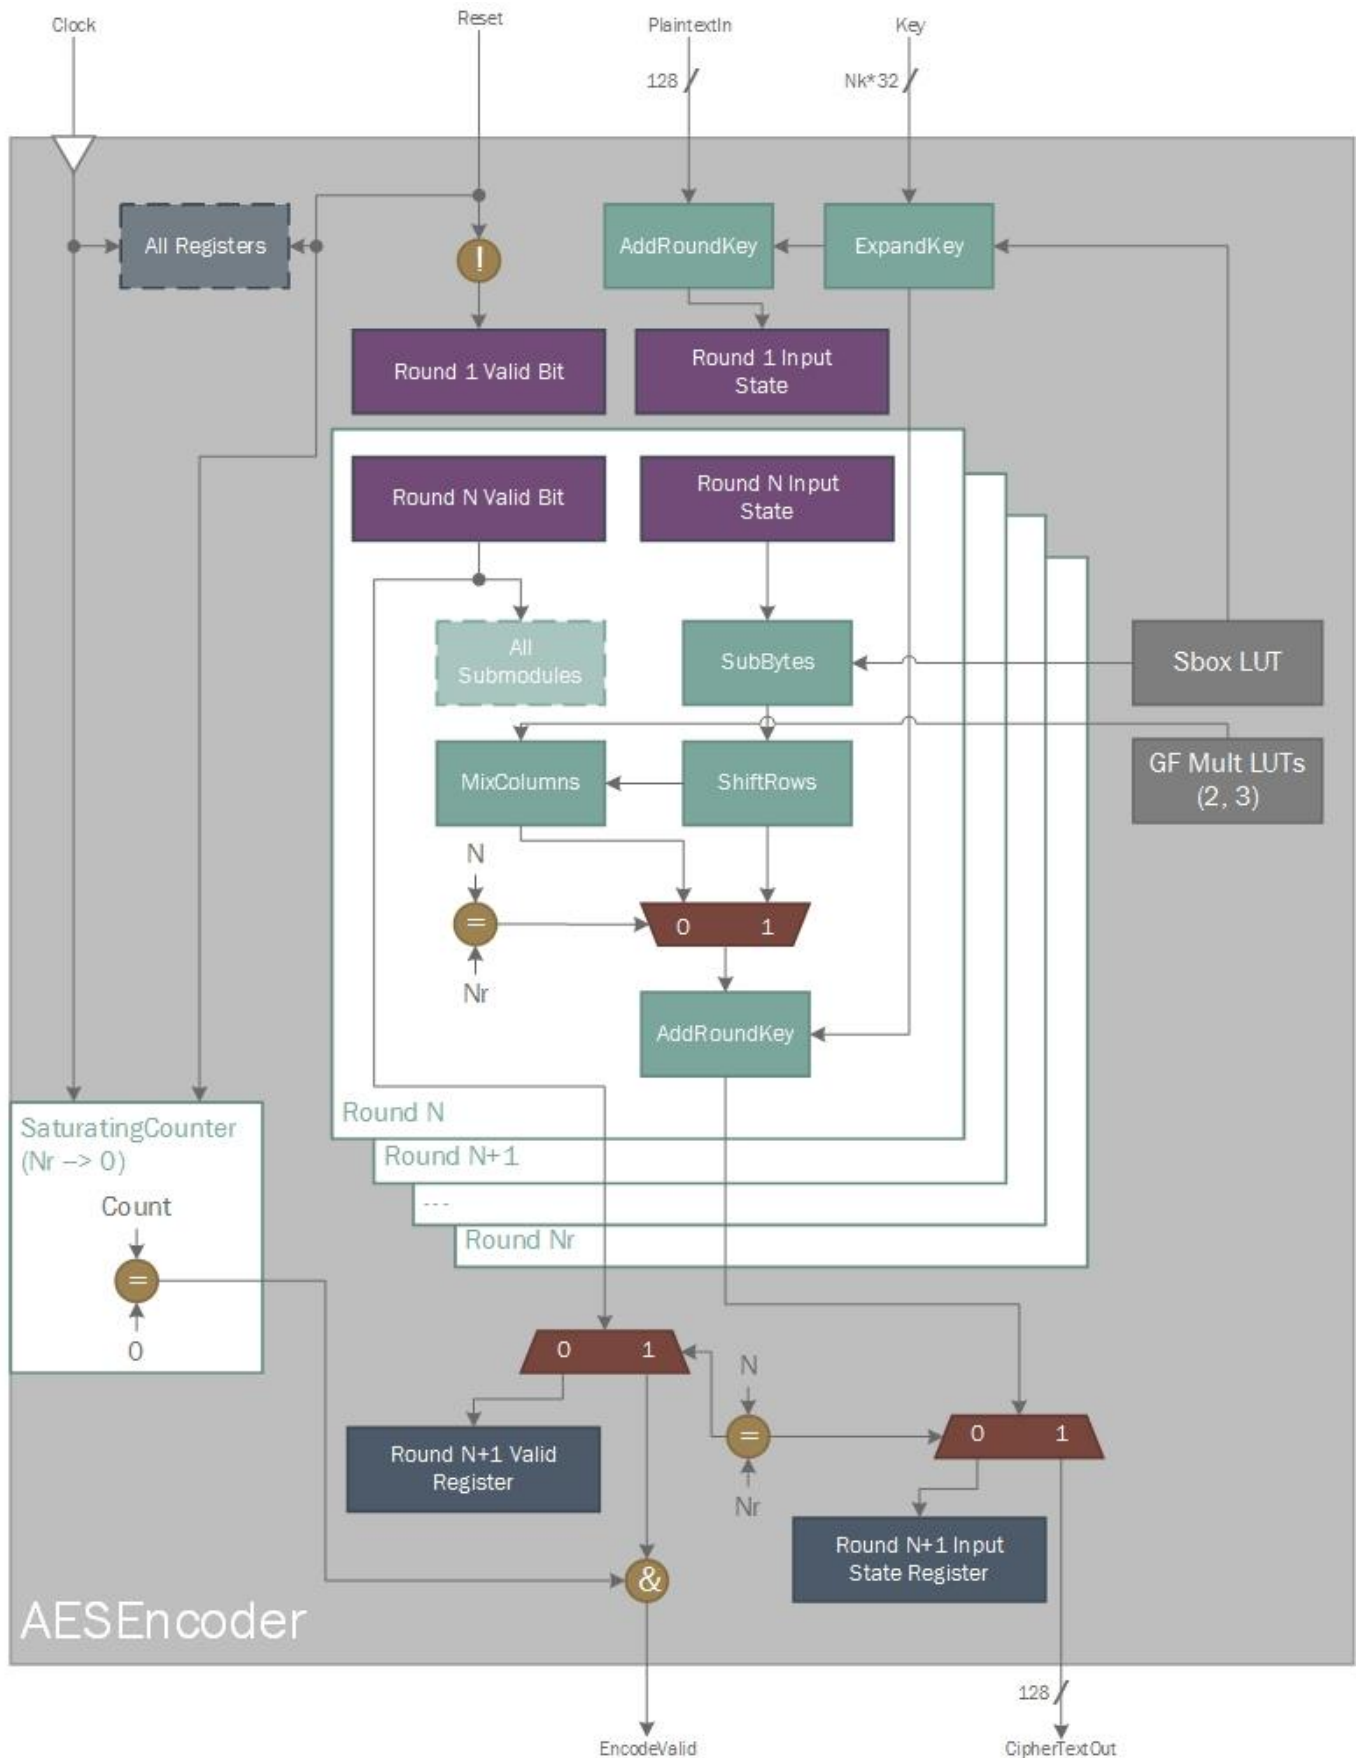 Clock
Reset
PlaintextIn
Key
128
Nk*32
All Registers
!
AddRoundKey
ExpandKey
Round 1 Valid Bit
Round 1 Input
State
Round N Valid Bit
Round N Input
State
All
Submodules
SubBytes
Sbox LUT
MixColumns
ShiftRows
GF Mult LUTs
(2, 3)
N
=
Nr
0 1
AddRoundKey
Round N
Round N+1
---
Round Nr
SaturatingCounter
(Nr --> 0)
Count
=
0
0 1
N
=
Nr
0 1
Round N+1 Valid
Register
Round N+1 Input
State Register
&
AESEncoder
128
EncodeValid
CipherTextOut